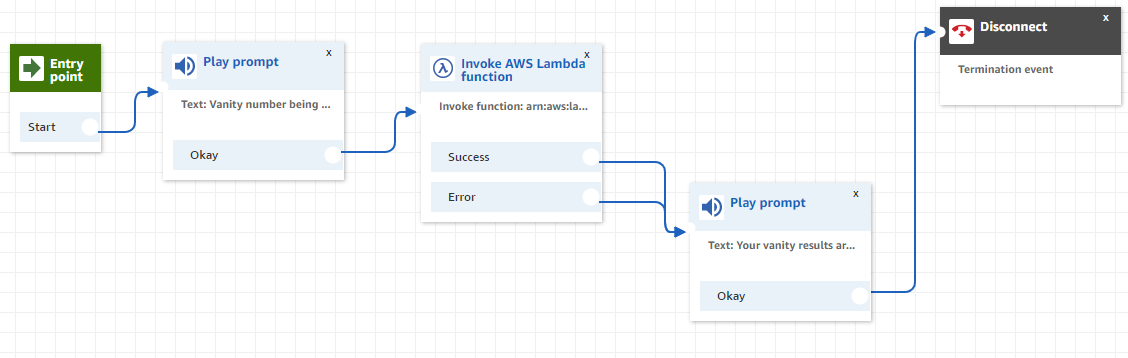 Entry
point
Start
x
Play prompt
Text: Vanity number being ...
Okay
x
Invoke AWS Lambda
function
Invoke function: arn:aws:la...
Success
Error
x
Play prompt
Text: Your vanity results ar...
Okay
x
Disconnect
Termination event